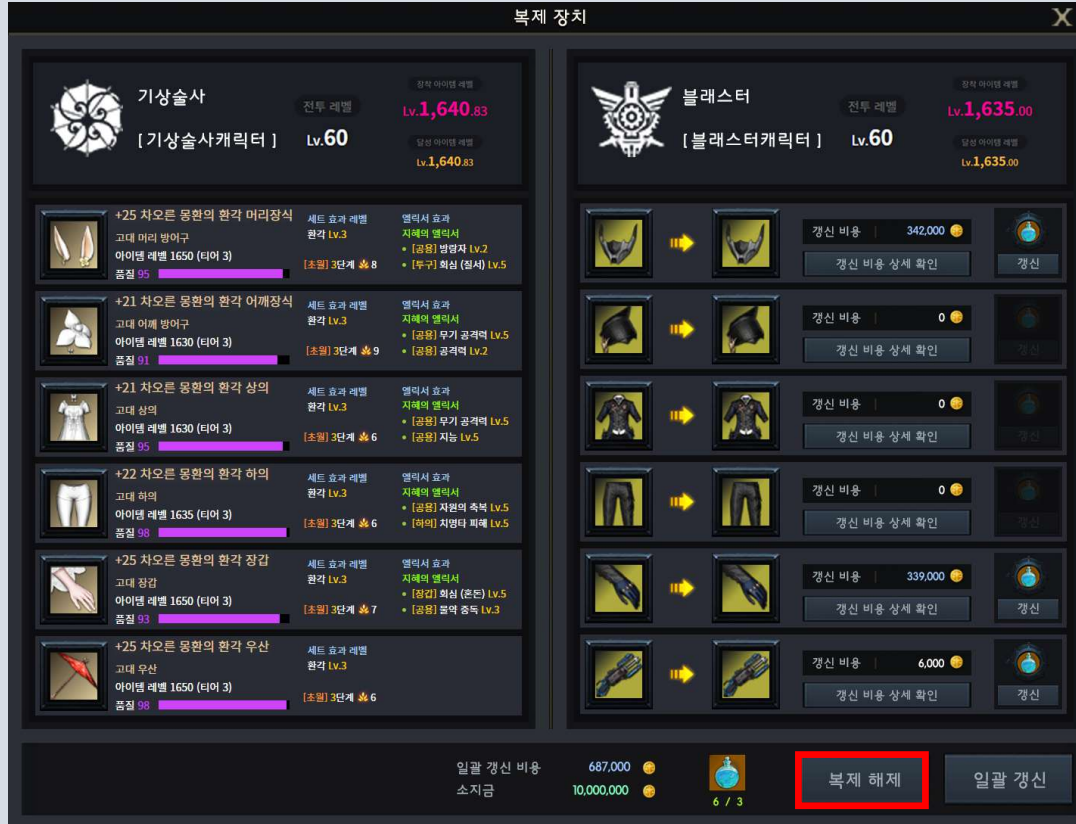 복제 장치
X
기상술사
[ 기상술사캐릭터 ]
전투 레벨
Lv.60
장착 아이템 레벨
Lv.1,640.83
달성 아이템 레벨
Lv.1,640.83
블래스터
[ 블래스터캐릭터 ]
전투 레벨
Lv.60
장착 아이템 레벨
Lv.1,635.00
달성 아이템 레벨
Lv.1,635.00
+25 차오른 몽환의 환각 머리장식
고대 머리 방어구
아이템 레벨 1650 (티어 3)
품질 95
세트 효과 레벨
환각 Lv.3
[초월] 3단계 8
엘릭서 효과
지혜의 엘릭서
• [공용] 방랑자 Lv.2
• [투구] 회심 (질서) Lv.5
갱신 비용 | 342,000
갱신 비용 상세 확인
갱신
+21 차오른 몽환의 환각 어깨장식
고대 어깨 방어구
아이템 레벨 1630 (티어 3)
품질 91
세트 효과 레벨
환각 Lv.3
[초월] 3단계 9
엘릭서 효과
지혜의 엘릭서
• [공용] 무기 공격력 Lv.5
• [공용] 공격력 Lv.2
갱신 비용 | 0
갱신 비용 상세 확인
갱신
+21 차오른 몽환의 환각 상의
고대 상의
아이템 레벨 1630 (티어 3)
품질 95
세트 효과 레벨
환각 Lv.3
[초월] 3단계 6
엘릭서 효과
지혜의 엘릭서
• [공용] 무기 공격력 Lv.5
• [공용] 지능 Lv.5
갱신 비용 | 0
갱신 비용 상세 확인
갱신
+22 차오른 몽환의 환각 하의
고대 하의
아이템 레벨 1635 (티어 3)
품질 98
세트 효과 레벨
환각 Lv.3
[초월] 3단계 6
엘릭서 효과
지혜의 엘릭서
• [공용] 자원의 축복 Lv.5
• [하의] 치명타 피해 Lv.5
갱신 비용 | 0
갱신 비용 상세 확인
갱신
+25 차오른 몽환의 환각 장갑
고대 장갑
아이템 레벨 1650 (티어 3)
품질 93
세트 효과 레벨
환각 Lv.3
[초월] 3단계 7
엘릭서 효과
지혜의 엘릭서
• [장갑] 회심 (혼돈) Lv.5
• [공용] 물약 중독 Lv.3
갱신 비용 | 339,000
갱신 비용 상세 확인
갱신
+25 차오른 몽환의 환각 우산
고대 우산
아이템 레벨 1650 (티어 3)
품질 98
세트 효과 레벨
환각 Lv.3
[초월] 3단계 6
갱신 비용 | 6,000
갱신 비용 상세 확인
갱신
일괄 갱신 비용 687,000
소지금 10,000,000
6 / 3
복제 해제
일괄 갱신